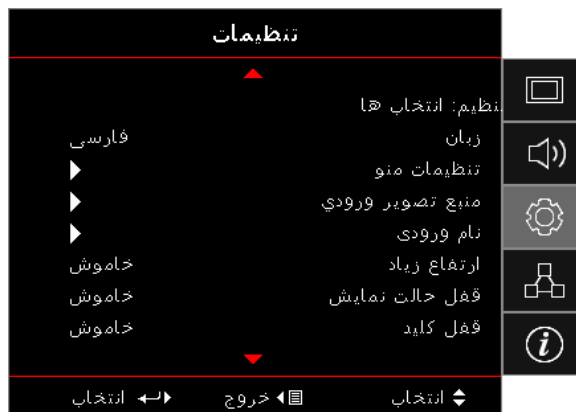 تنظیمات
نظیم: انتخاب ها
زبان فارسی
تنظیمات منو
منبع تصویر ورودي
نام ورودی
ارتفاع زیاد خاموش
قفل حالت نمایش خاموش
قفل کلید خاموش
انتخاب خروج انتخاب